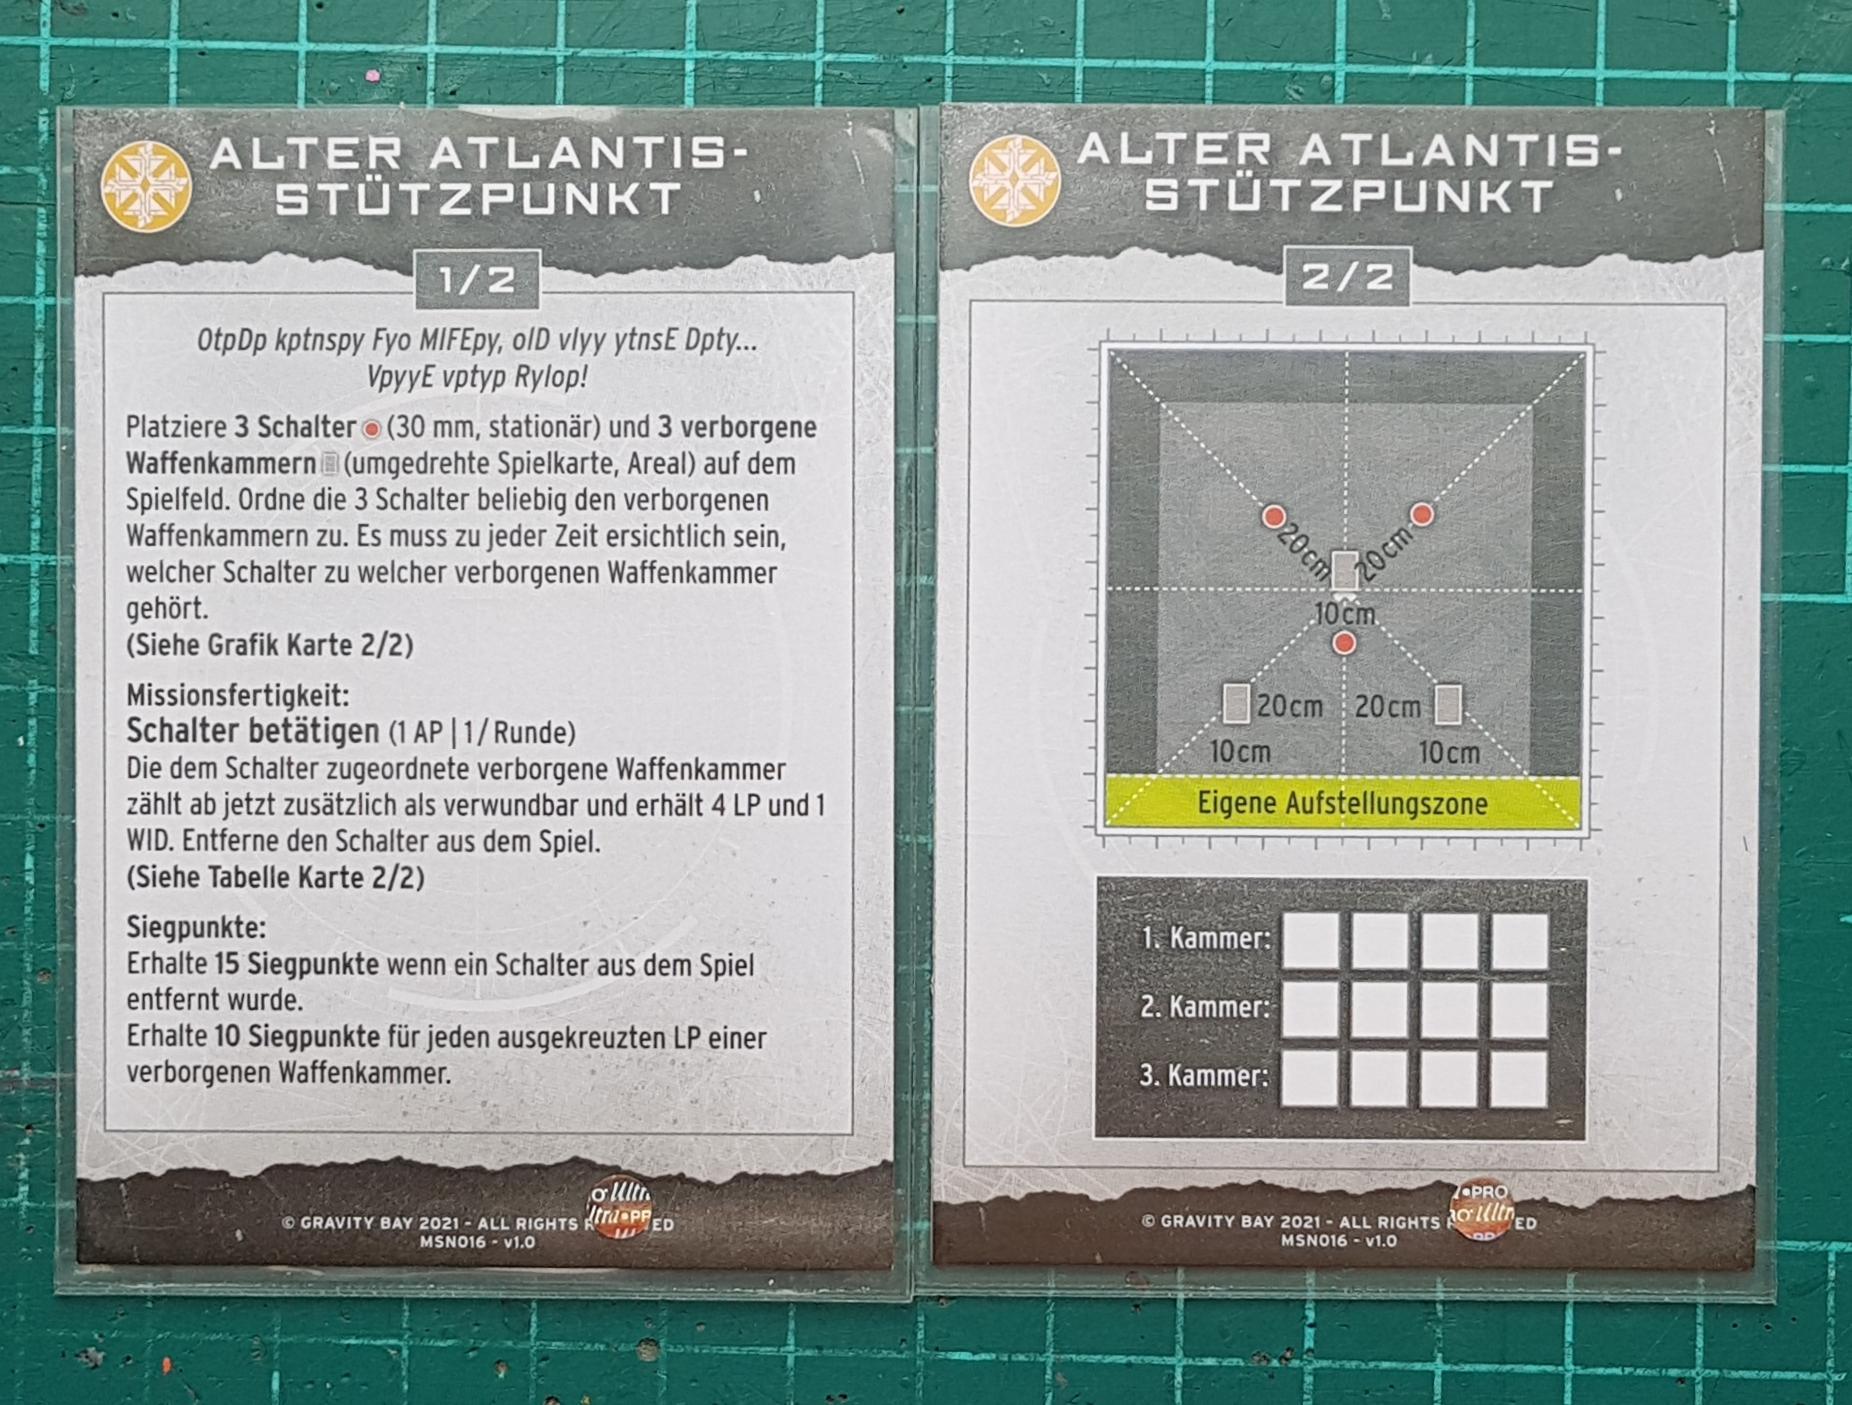 ALTER ATLANTIS-
STÜTZPUNKT
1/2
OtpDp kptnspy Fyo MIFEpy, olD vlyy ytnsE Dpty...
VpyyE vptyp Rylop!
Platziere 3 Schalter (30 mm, stationär) und 3 verborgene
Waffenkammern (umgedrehte Spielkarte, Areal) auf dem
Spielfeld. Ordne die 3 Schalter beliebig den verborgenen
Waffenkammern zu. Es muss zu jeder Zeit ersichtlich sein,
welcher Schalter zu welcher verborgenen Waffenkammer
gehört.
(Siehe Grafik Karte 2/2)
Missionsfertigkeit:
Schalter betätigen (1 AP | 1/ Runde)
Die dem Schalter zugeordnete verborgene Waffenkammer
zählt ab jetzt zusätzlich als verwundbar und erhält 4 LP und 1
WID. Entferne den Schalter aus dem Spiel.
(Siehe Tabelle Karte 2/2)
Siegpunkte:
Erhalte 15 Siegpunkte wenn ein Schalter aus dem Spiel
entfernt wurde.
Erhalte 10 Siegpunkte für jeden ausgekreuzten LP einer
verborgenen Waffenkammer.
© GRAVITY BAY 2021 - ALL RIGHTS
MSN016 - v1.0
ALTER ATLANTIS-
STÜTZPUNKT
2/2
20cm 20cm
10cm
20cm 20cm
10cm 10cm
Eigene Aufstellungszone
1. Kammer:
2. Kammer:
3. Kammer:
© GRAVITY BAY 2021 - ALL RIGHTS
MSN016 - v1.0